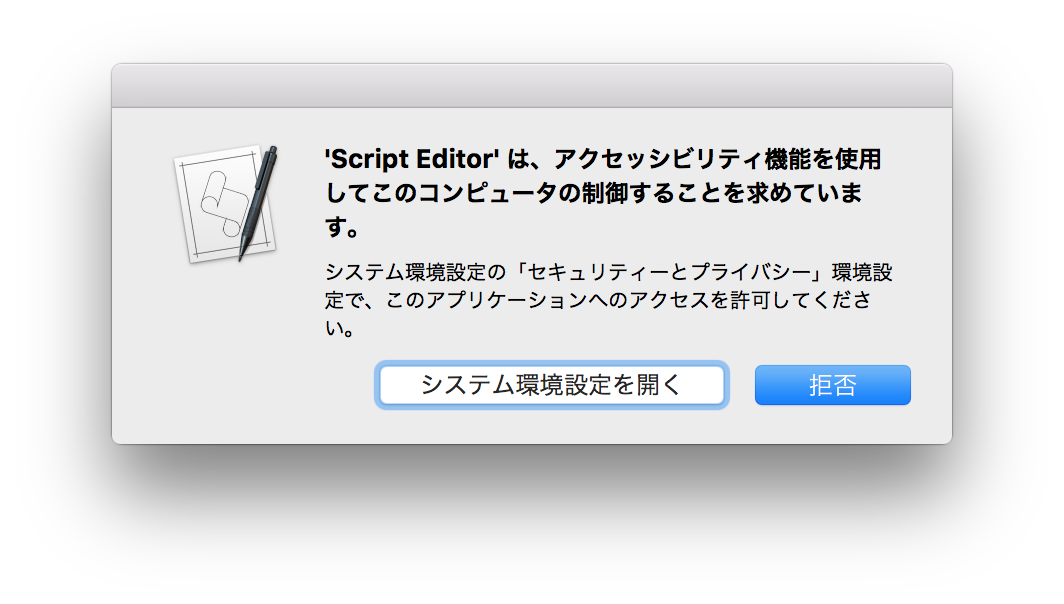 'Script Editor' は、アクセッシビリティ機能を使用
してこのコンピュータの制御することを求めていま
す。
システム環境設定の「セキュリティーとプライバシー」環境設
定で、このアプリケーションへのアクセスを許可してくださ
い。
システム環境設定を開く
拒否